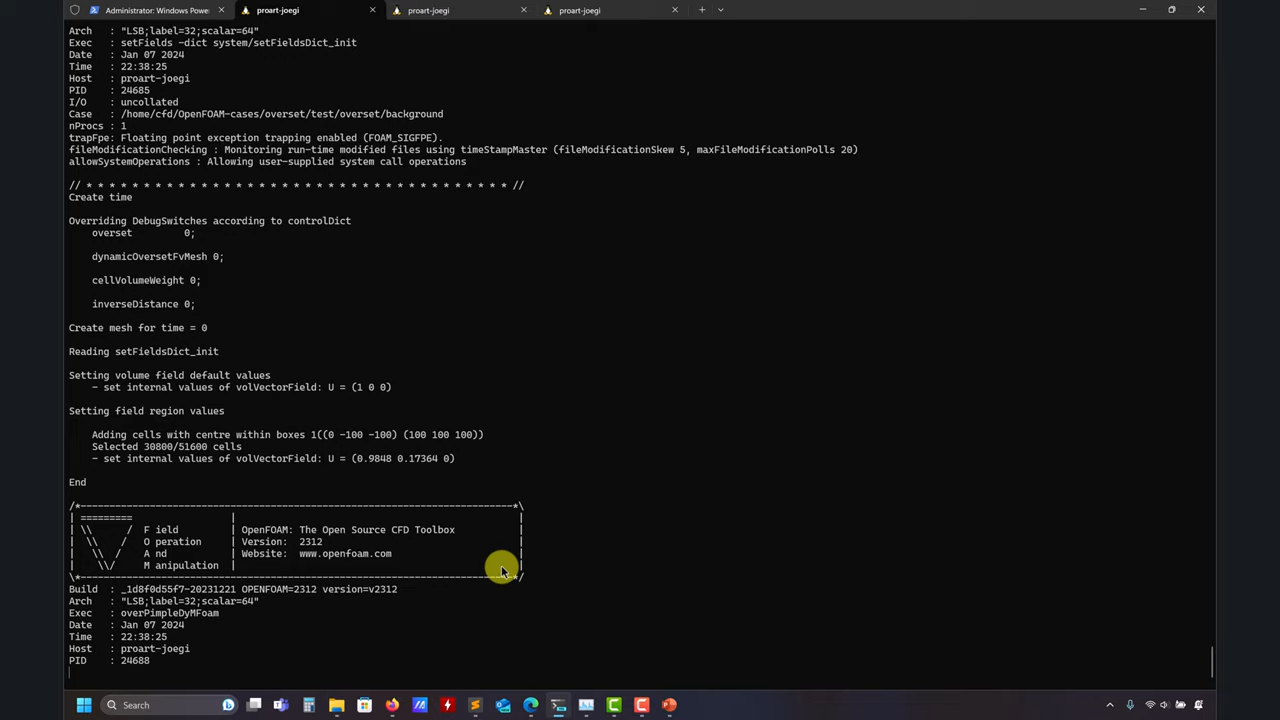 Administrator: Windows Power
proart-joegi
proart-joegi
proart-joegi
Arch : "LSB;label=32;scalar=64"
Exec : setFields -dict system/setFieldsDict_init
Date : Jan 07 2024
Time : 22:38:25
Host : proart-joegi
PID : 24685
I/O : uncollated
Case : /home/cfd/OpenFOAM-cases/overset/test/overset/background
nProcs : 1
trapFpe: Floating point exception trapping enabled (FOAM_SIGFPE).
fileModificationChecking : Monitoring run-time modified files using timeStampMaster (fileModificationSkew 5, maxFileModificationPolls 20)
allowSystemOperations : Allowing user-supplied system call operations
// * * * * * * * * * * * * * * * * * * * * * * * * * * * * * * * * * * * * * //
Create time
Overriding DebugSwitches according to controlDict
overset 0;
dynamicOversetFvMesh 0;
cellVolumeWeight 0;
inverseDistance 0;
Create mesh for time = 0
Reading setFieldsDict_init
Setting volume field default values
- set internal values of volVectorField: U = (1 0 0)
Setting field region values
Adding cells with centre within boxes 1((0 -100 -100) (100 100 100))
Selected 30800/51600 cells
- set internal values of volVectorField: U = (0.9848 0.17364 0)
End
/*---------------------------------------------------------------------------*\
| ========= | |
| \\ / F ield | OpenFOAM: The Open Source CFD Toolbox |
| \\ / O peration | Version: 2312 |
| \\ / A nd | Website: www.openfoam.com |
| \\/ M anipulation | |
\*---------------------------------------------------------------------------*/
Build : _1d8f0d55f7-20231221 OPENFOAM=2312 version=v2312
Arch : "LSB;label=32;scalar=64"
Exec : overPimpleDyMFoam
Date : Jan 07 2024
Time : 22:38:25
Host : proart-joegi
PID : 24688
Search